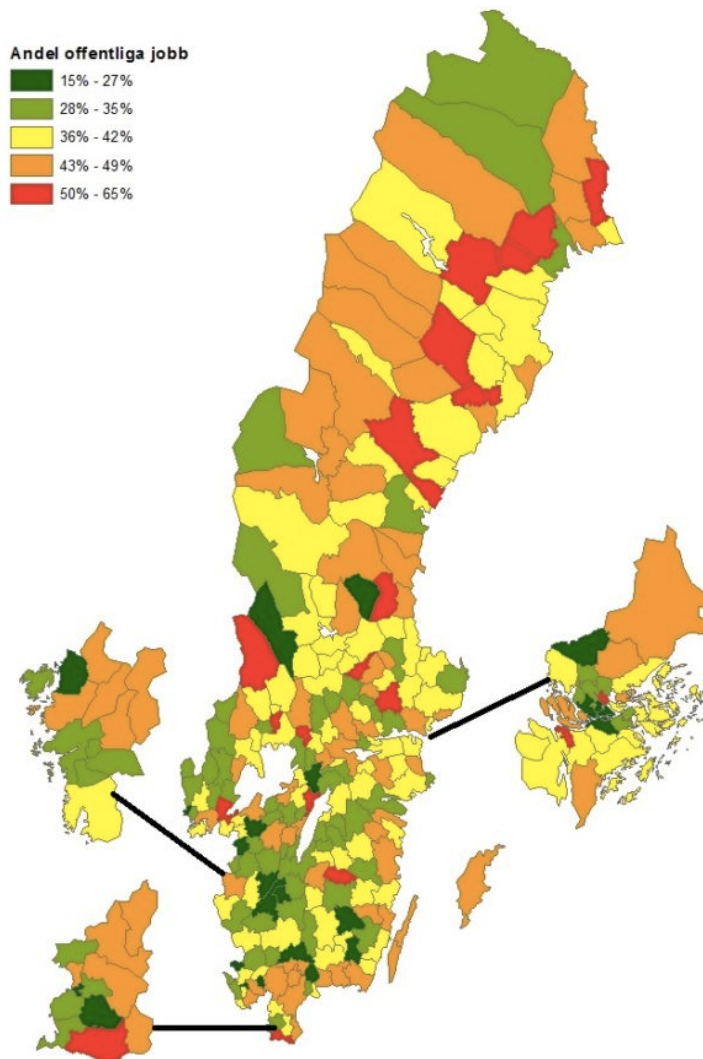 Andel offentliga jobb
15% - 27%
28% - 35%
36% - 42%
43% - 49%
50% - 65%